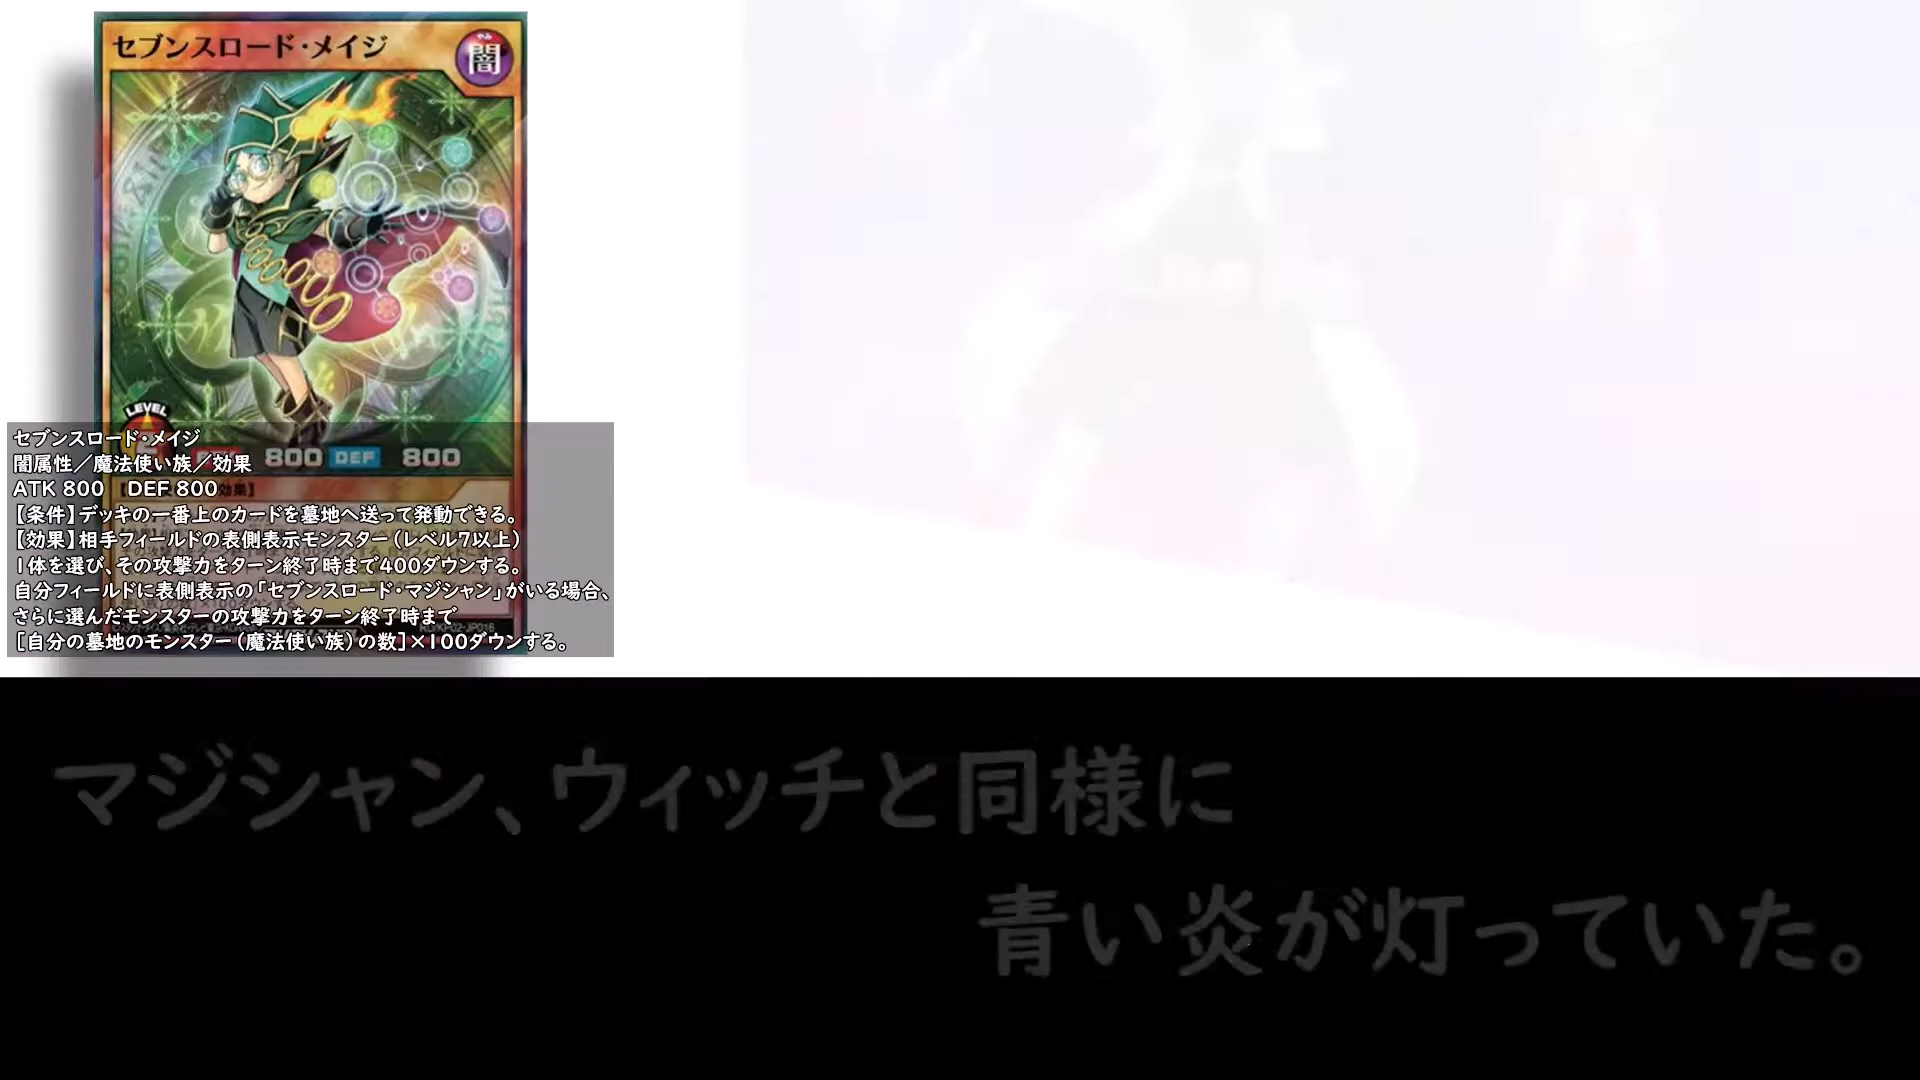 セブンスロード・メイジ
やみ
闇
LEVEL
800 DEF 800
セブンスロード・メイジ
闇属性／魔法使い族／効果
ATK 800 DEF 800
【条件】デッキの一番上のカードを墓地へ送って発動できる。
【効果】相手フィールドの表側表示モンスター（レベル7以上）
1体を選び、その攻撃力をターン終了時まで400ダウンする。
自分フィールドに表側表示の「セブンスロード・マジシャン」がいる場合、
さらに選んだモンスターの攻撃力をターン終了時まで
［自分の墓地のモンスター（魔法使い族）の数］×100ダウンする。
マジシャン、ウィッチと同様に
青い炎が灯っていた。